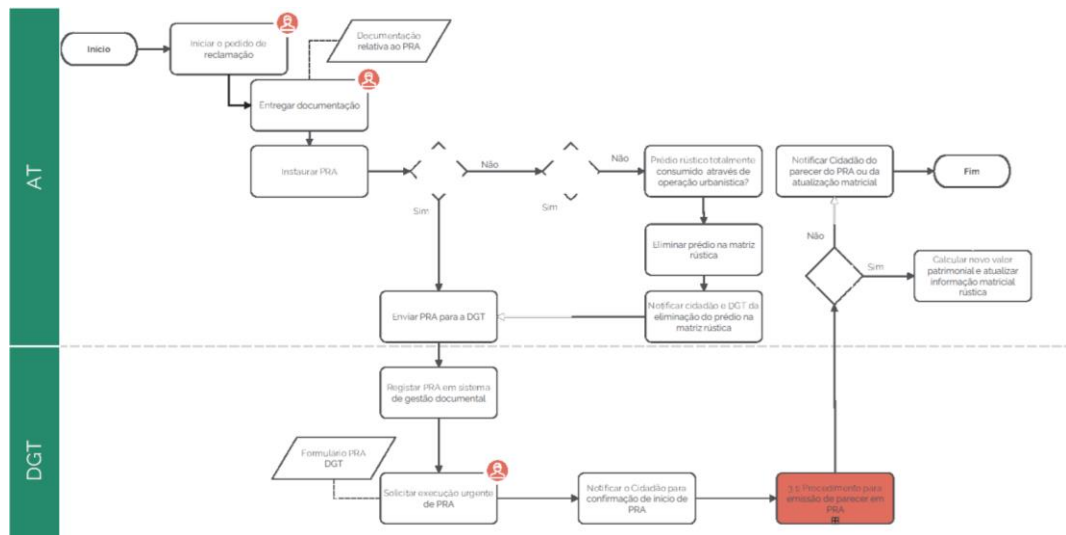 AT
Início
Iniciar o pedido de
reclamação
Documentação
relativa ao PRA
Entregar documentação
Instaurar PRA
Não
Sim
Não
Sim
Prédio rústico totalmente
consumido através de
operação urbanística?
Eliminar prédio na matriz
rústica
Notificar cidadão e DGT da
eliminação do prédio na
matriz rústica
Enviar PRA para a DGT
Notificar Cidadão do
parecer do PRA ou da
atualização matricial
Fim
Não
Sim
Calcular novo valor
patrimonial e atualizar
informação matricial
rústica
DGT
Registar PRA em sistema
de gestão documental
Formulário PRA
DGT
Solicitar execução urgente
de PRA
Notificar o Cidadão para
confirmação de início de
PRA
3.5 Procedimento para
emissão de parecer em
PRA